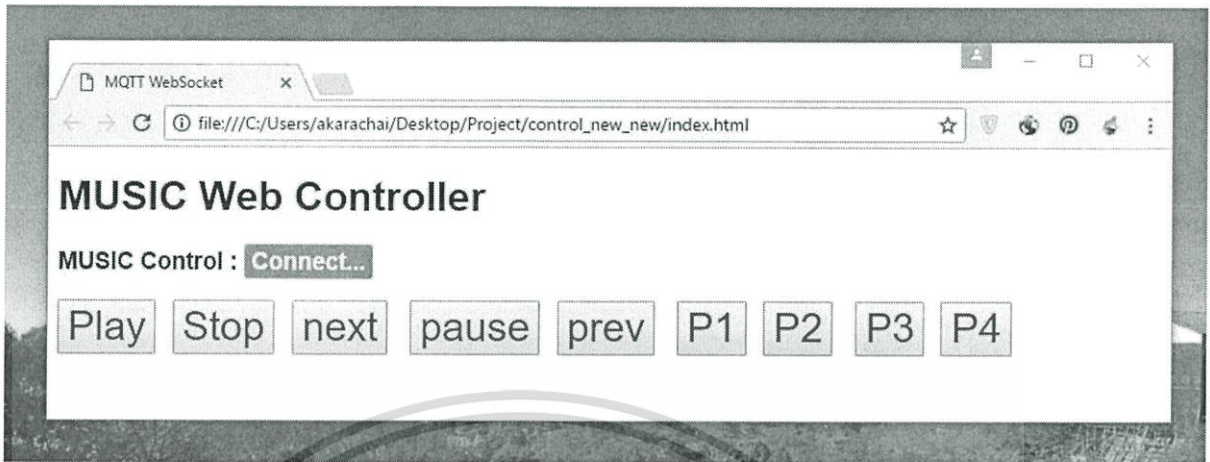 MQTT WebSocket
file:///C:/Users/akarachai/Desktop/Project/control_new_new/index.html
MUSIC Web Controller
MUSIC Control : Connect...
Play Stop next pause prev P1 P2 P3 P4